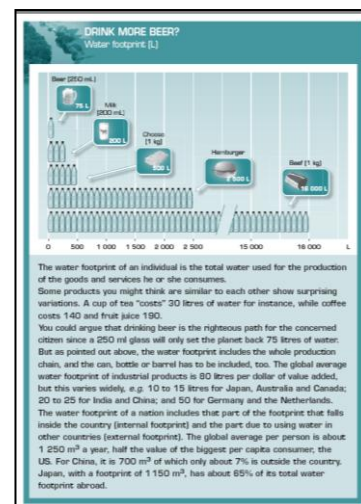 DRINK MORE BEER?
Water footprint (L)
Beer (250 mL)
75 L
Milk
(200 mL)
200 L
Cheese
(1 kg)
500 L
Hamburger
Beef (1 kg)
0 500 1 000 1 500 2 000 2 500 15 000 16 000 L
The water footprint of an individual is the total water used for the production
of the goods and services he or she consumes.
Some products you might think are similar to each other show surprising
variations. A cup of tea "costs" 30 litres of water for instance, while coffee
costs 140 and fruit juice 190.
You could argue that drinking beer is the righteous path for the concerned
citizen since a 250 ml glass will only set the planet back 75 litres of water.
But as pointed out above, the water footprint includes the whole production
chain, and the can, bottle or barrel has to be included, too. The global average
water footprint of industrial products is 80 litres per dollar of value added,
but this varies widely, e.g. 10 to 15 litres for Japan, Australia and Canada;
20 to 25 for India and China; and 50 for Germany and the Netherlands.
The water footprint of a nation includes that part of the footprint that falls
inside the country (internal footprint) and the part due to using water in
other countries (external footprint). The global average per person is about
1 250 m³ a year, half the value of the biggest per capita consumer, the
US. For China, it is 700 m³ of which only about 7% is outside the country.
Japan, with a footprint of 1150 m³, has about 65% of its total water
footprint abroad.